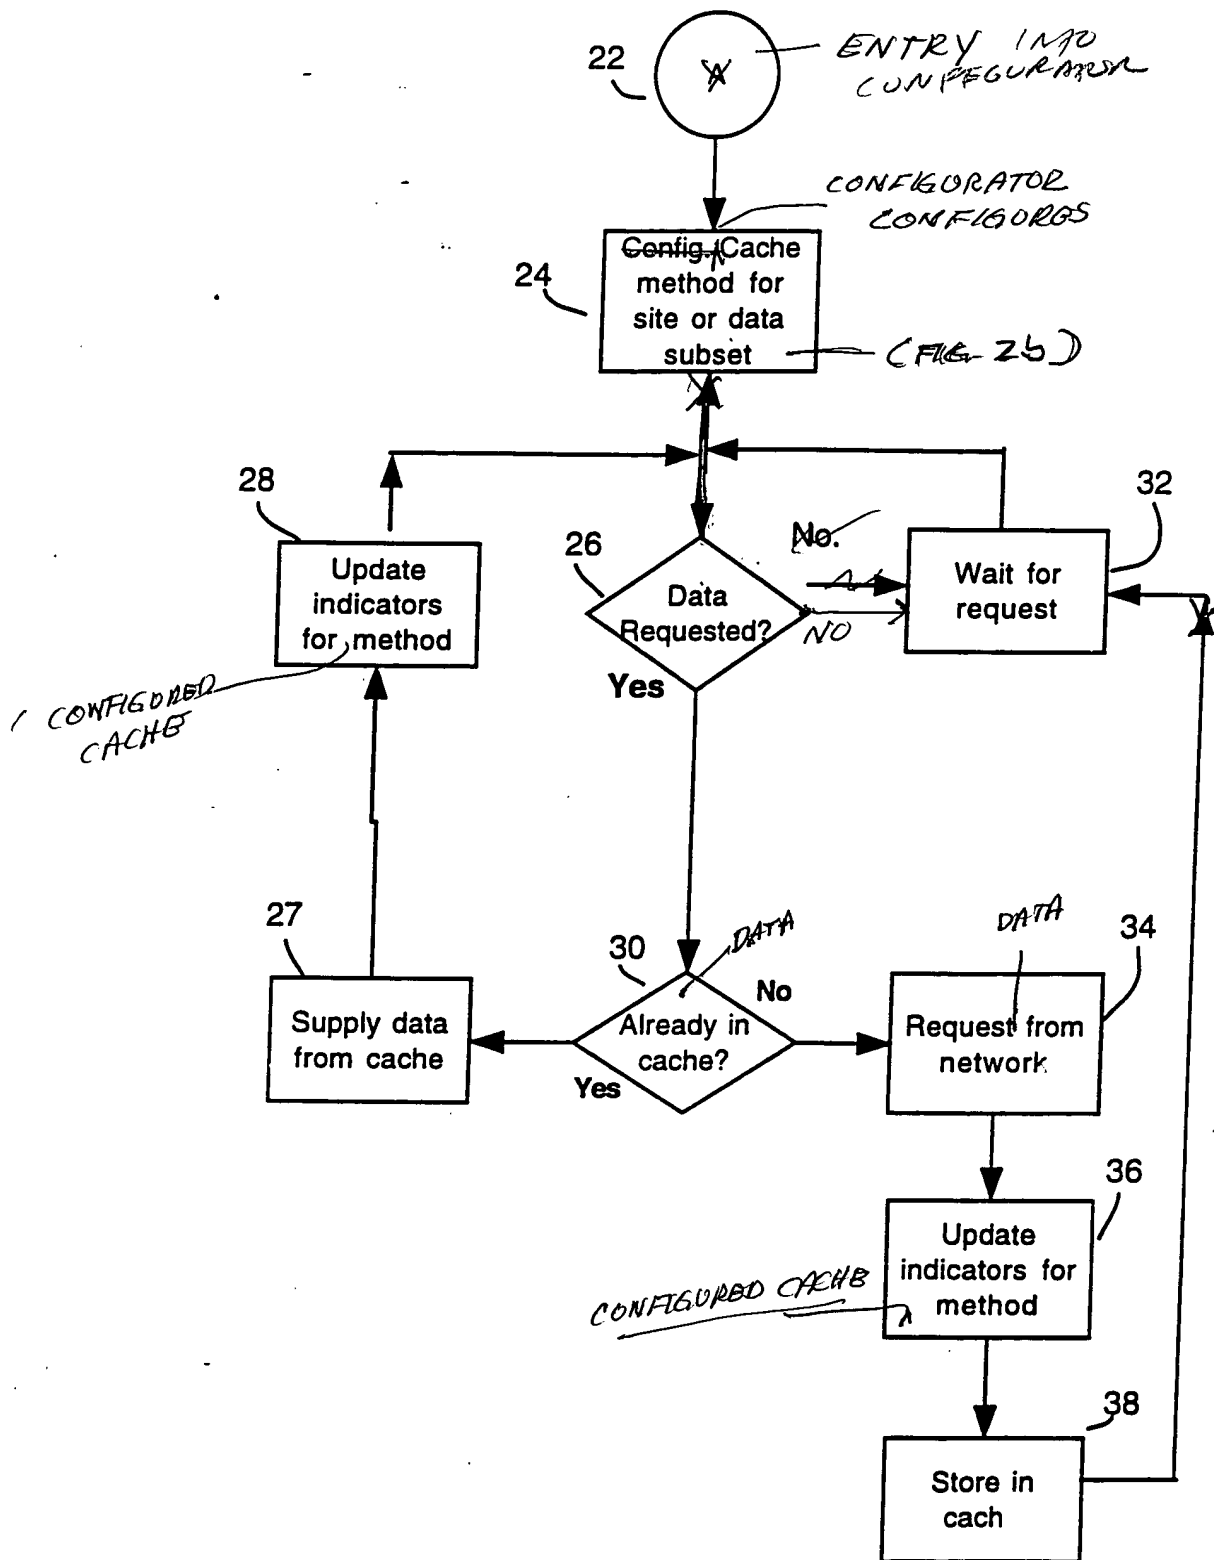 22
A
ENTRY INTO
CONFIGURATOR
CONFIGURATOR
CONFIGURES
24
Config. Cache
method for
site or data
subset
(FIG 2b)
28
Update
indicators
for method
CONFIGURED
CACHE
26
Data
Requested?
No.
NO
Yes
32
Wait for
request
27
Supply data
from cache
30
DATA
Already in
cache?
No
Yes
DATA
34
Request from
network
36
Update
indicators for
method
CONFIGURED CACHE
38
Store in
cach